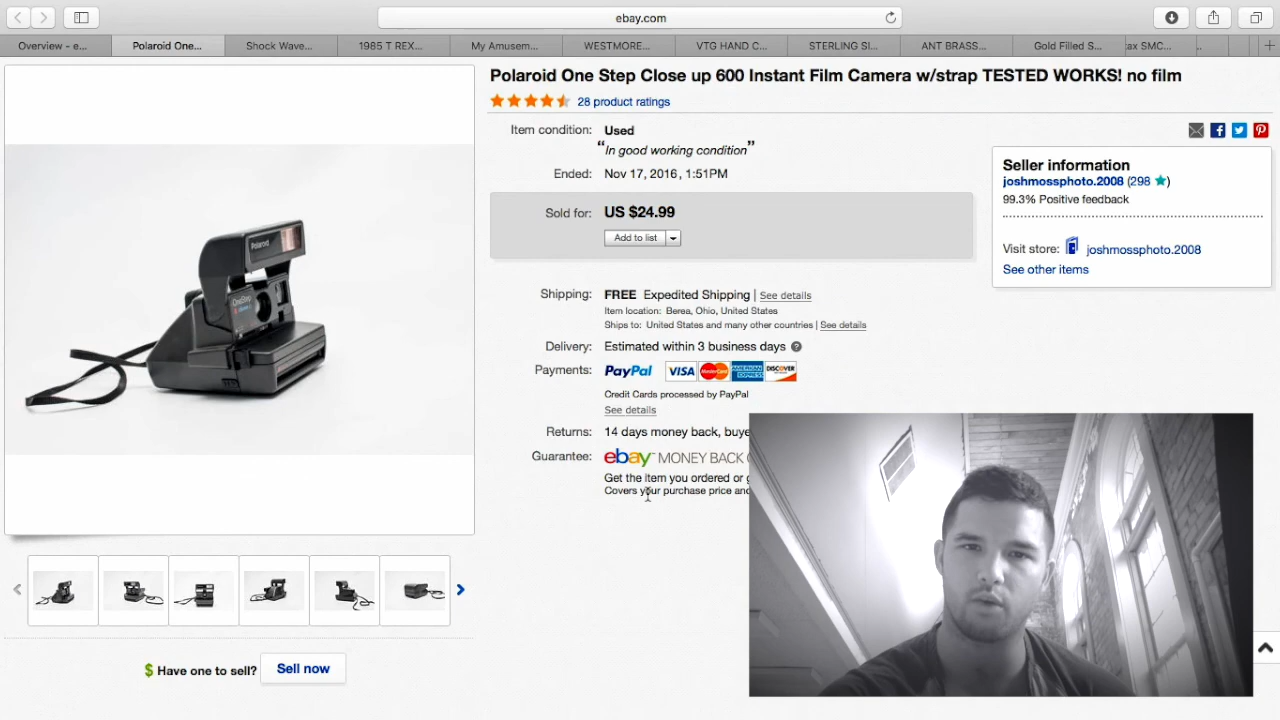 ebay.com
Overview - e...
Polaroid One...
Shock Wave...
1985 T REX...
My Amusem...
WESTMORE...
VTG HAND C...
STERLING SI...
ANT BRASS...
Gold Filled S...
ax SMC...
Polaroid One Step Close up 600 Instant Film Camera w/strap TESTED WORKS! no film
28 product ratings
Item condition: Used
"In good working condition"
Ended: Nov 17, 2016, 1:51PM
Sold for: US $24.99
Add to list
Shipping: FREE Expedited Shipping | See details
Item location: Berea, Ohio, United States
Ships to: United States and many other countries | See details
Delivery: Estimated within 3 business days
Payments: PayPal VISA MasterCard AMERICAN EXPRESS DISCOVER
Credit Cards processed by PayPal
See details
Returns: 14 days money back, buye
Guarantee: ebay MONEY BACK
Get the item you ordered or g
Covers your purchase price and
Seller information
joshmossphoto.2008 (298 ★)
99.3% Positive feedback
Visit store: joshmossphoto.2008
See other items
Polaroid
OneStep
$ Have one to sell? Sell now